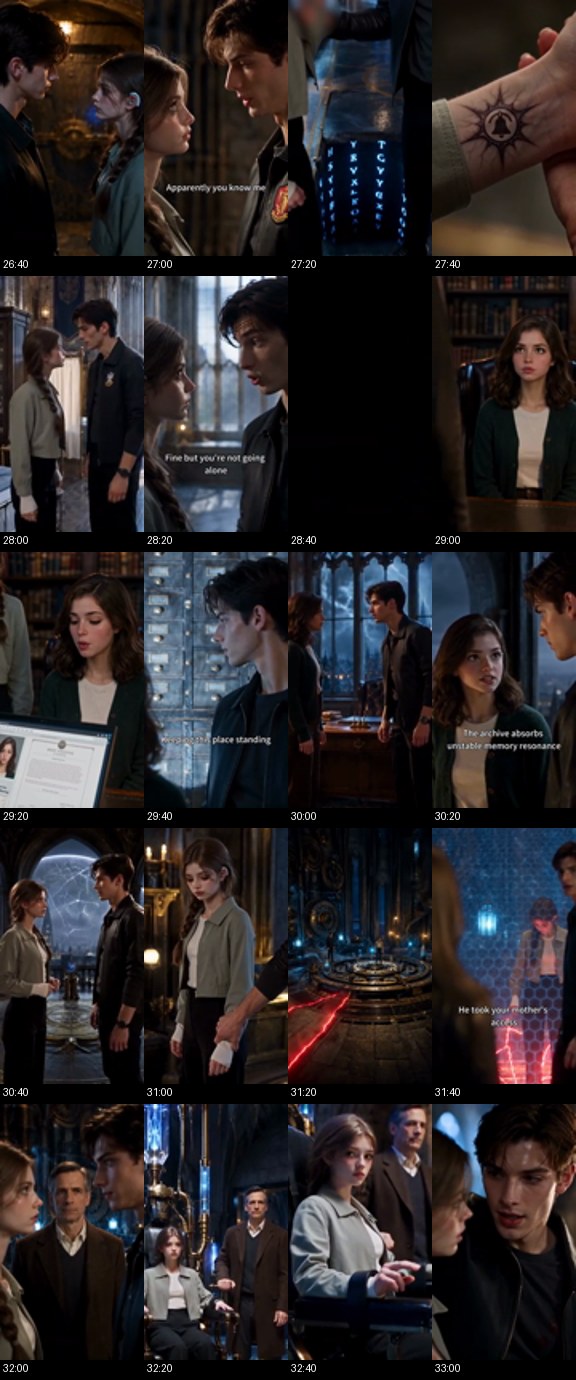 26:40
27:00
27:20
27:40
Apparently you know me
28:00
28:20
28:40
29:00
Fine but you're not going
alone
29:20
29:40
30:00
30:20
this place standing
The archive absorbs
unstable memory resonance
30:40
31:00
31:20
31:40
He took your mother's
access
32:00
32:20
32:40
33:00